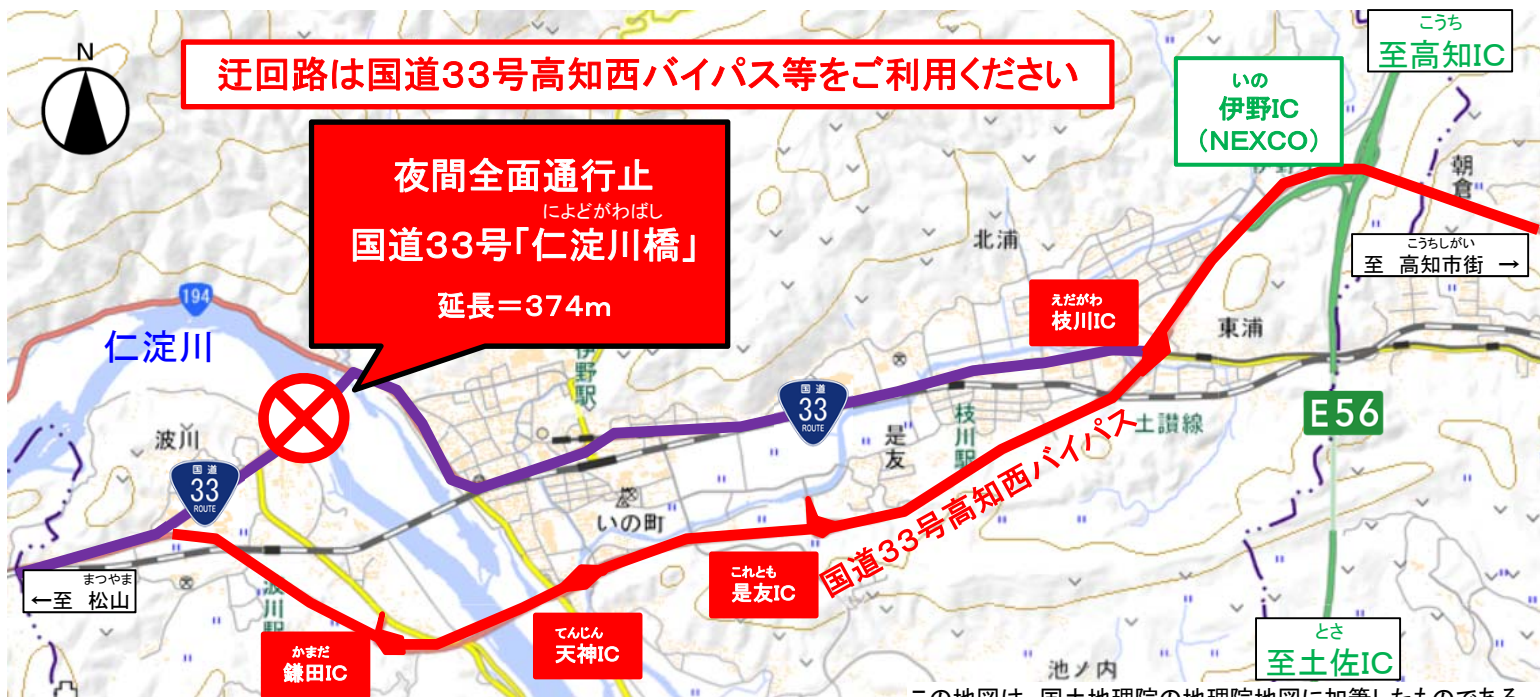 N
迂回路は国道33号高知西バイパス等をご利用ください
こうち
至高知IC
いの
伊野IC
(NEXCO)
夜間全面通行止
によどがわばし
国道33号「仁淀川橋」
延長=374m
朝倉
こうちしがい
至 高知市街 →
北浦
194
仁淀川
えだがわ
枝川IC
東浦
伊野駅
国道
33
ROUTE
E56
波川
枝川駅
土讃線
是友
国道
33
ROUTE
いの町
国道33号高知西バイパス
これとも
是友IC
まつやま
←至 松山
波川駅
かまだ
鎌田IC
てんじん
天神IC
とさ
至土佐IC
池ノ内